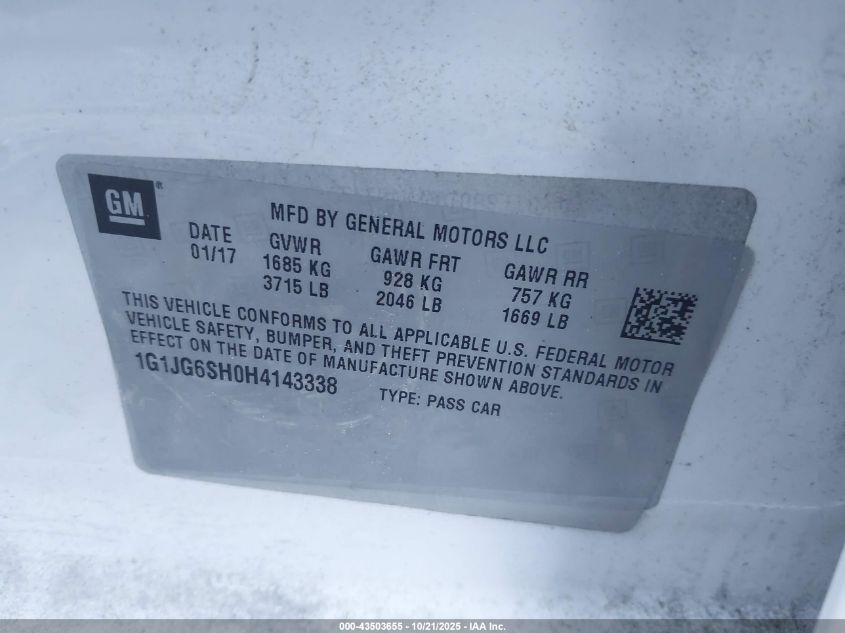 GM®
MFD BY GENERAL MOTORS LLC
DATE GVWR GAWR FRT GAWR RR
01/17 1685 KG 928 KG 757 KG
3715 LB 2046 LB 1669 LB
THIS VEHICLE CONFORMS TO ALL APPLICABLE U.S. FEDERAL MOTOR
VEHICLE SAFETY, BUMPER, AND THEFT PREVENTION STANDARDS IN
EFFECT ON THE DATE OF MANUFACTURE SHOWN ABOVE.
1G1JG6SH0H4143338 TYPE: PASS CAR
000-43503655 - 10/21/2025 - IAA Inc.